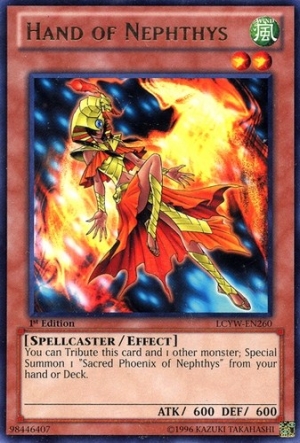 HAND OF NEPHTHYS
風
1st Edition
LCYW-EN260
[SPELLCASTER / EFFECT]
You can Tribute this card and 1 other monster; Special
Summon 1 "Sacred Phoenix of Nephthys" from
your hand or Deck.
ATK/ 600 DEF/ 600
98446407
©1996 KAZUKI TAKAHASHI